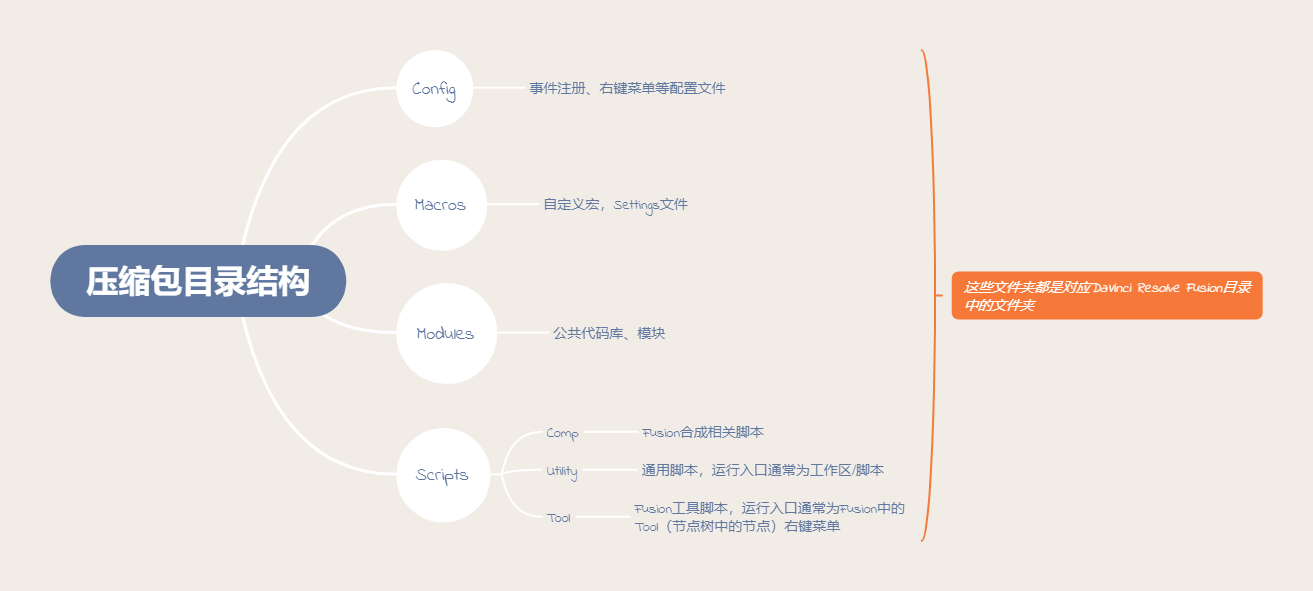 压缩包目录结构
Config
事件注册、右键菜单等配置文件
Macros
自定义宏，Settings文件
Modules
公共代码库、模块
Scripts
Comp
Fusion合成相关脚本
Utility
通用脚本，运行入口通常为工作区/脚本
Tool
Fusion工具脚本，运行入口通常为Fusion中的
Tool（节点树中的节点）右键菜单
这些文件夹都是对应DaVinci Resolve Fusion目录
中的文件夹